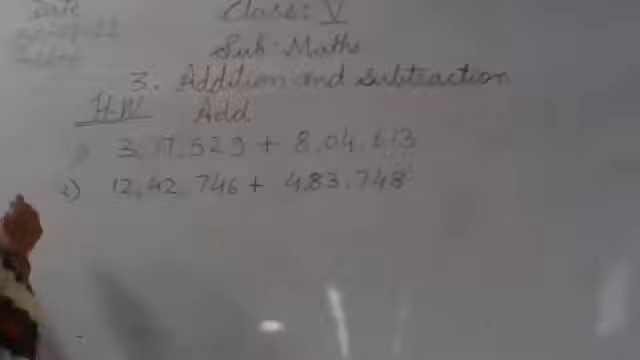 Date
Class: V
Sub: Maths
3. Addition and Subtraction
H.W Add
1) 3,17,529 + 8,04,613
2) 12,42,746 + 4,83,748